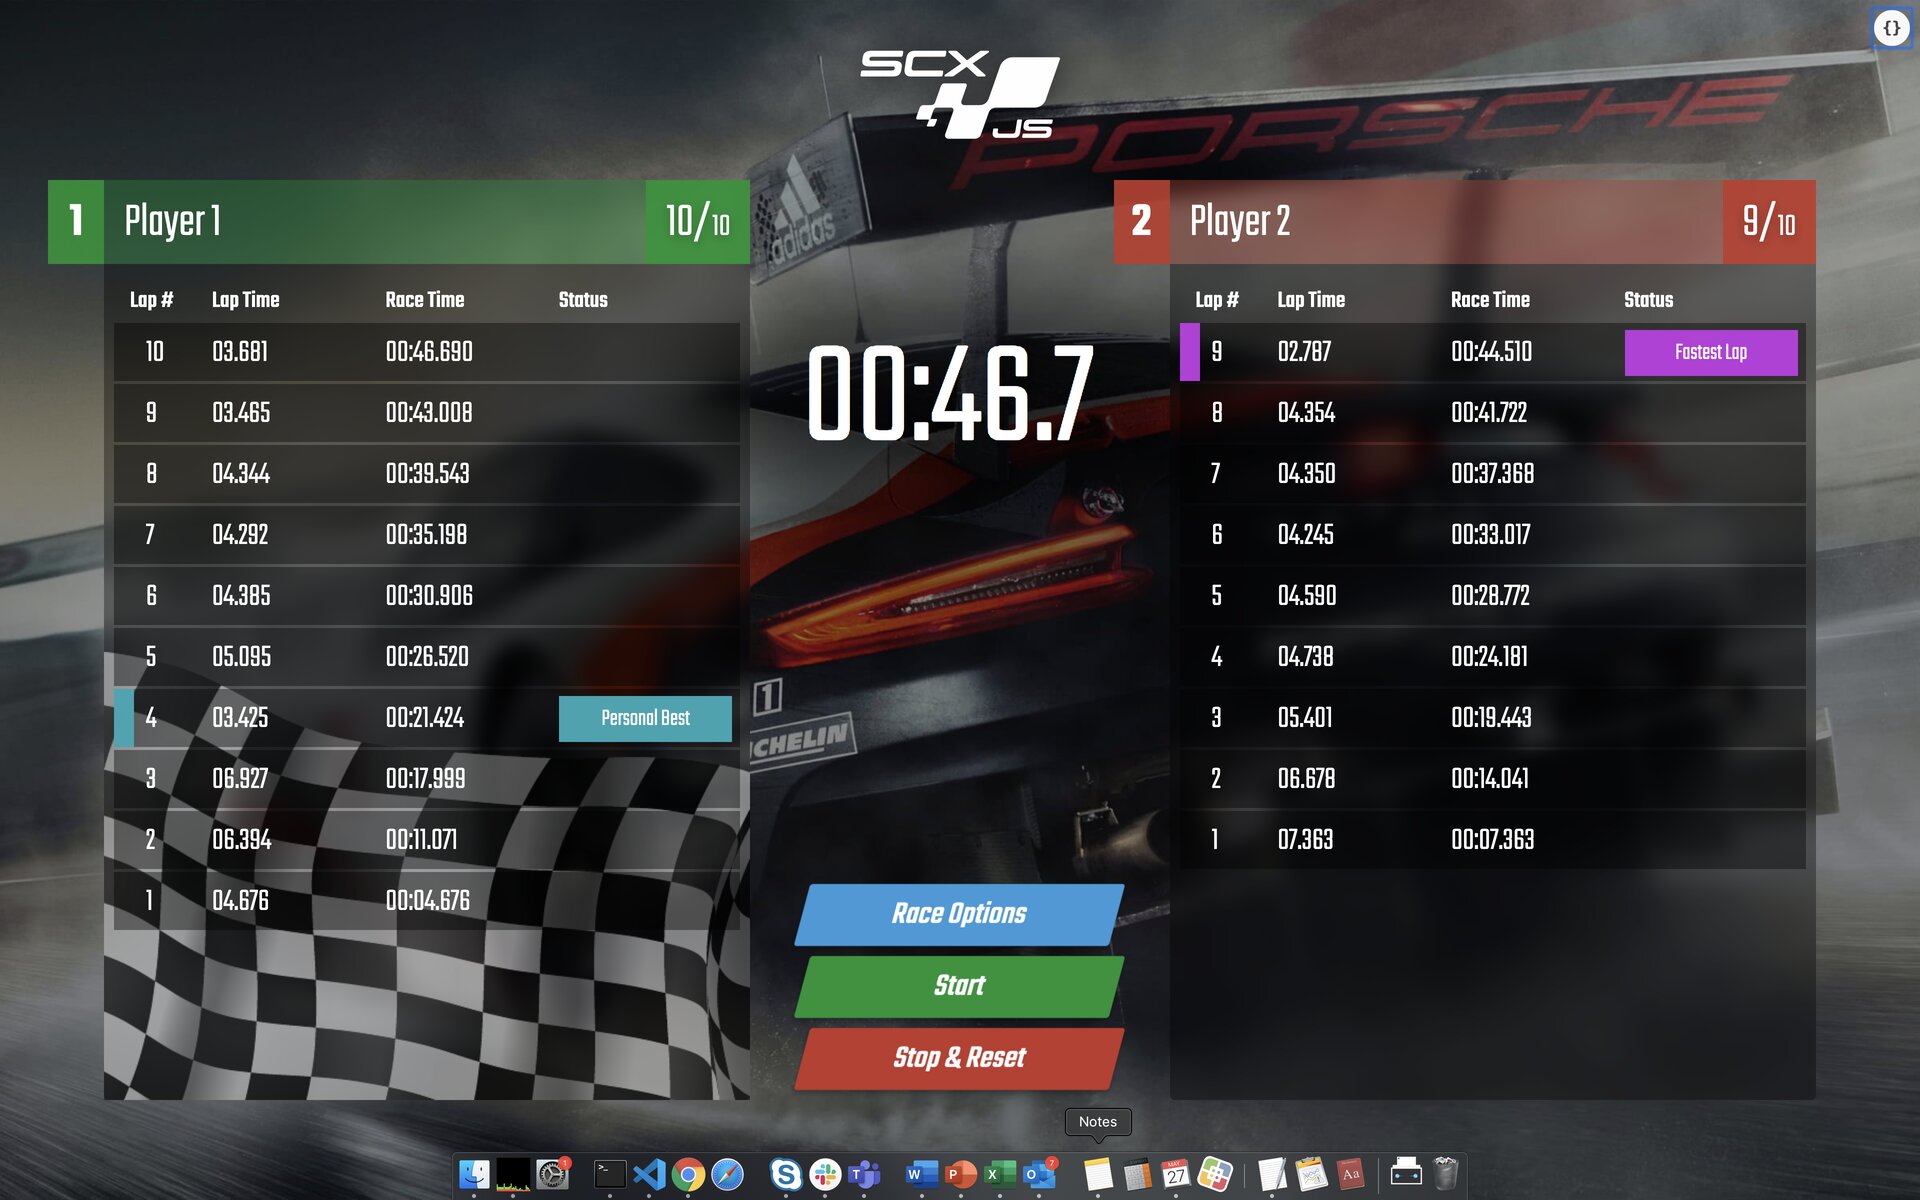 {}
SCX
JS
PORSCHE
adidas
1 Player 1 10/10
Lap # Lap Time Race Time Status
10 03.681 00:46.690
9 03.465 00:43.008
8 04.344 00:39.543
7 04.292 00:35.198
6 04.385 00:30.906
5 05.095 00:26.520
4 03.425 00:21.424 Personal Best
3 06.927 00:17.999
2 06.394 00:11.071
1 04.676 00:04.676
00:46.7
1
CHELIN
Race Options
Start
Stop & Reset
2 Player 2 9/10
Lap # Lap Time Race Time Status
9 02.787 00:44.510 Fastest Lap
8 04.354 00:41.722
7 04.350 00:37.368
6 04.245 00:33.017
5 04.590 00:28.772
4 04.738 00:24.181
3 05.401 00:19.443
2 06.678 00:14.041
1 07.363 00:07.363
Notes
1
>_
S
T
W
P
X
O
7
MAY
27
Aa